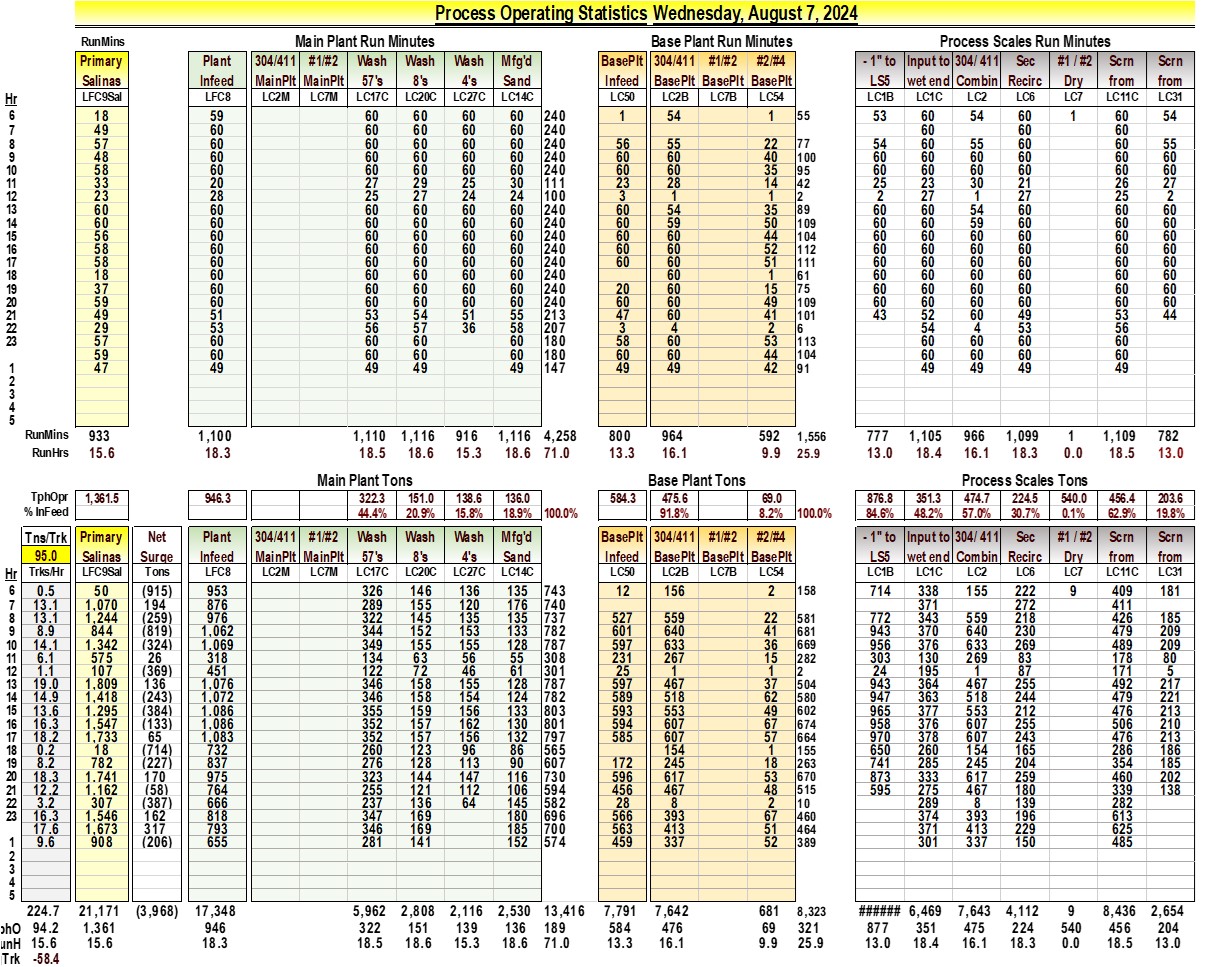 Process Operating Statistics Wednesday, August 7, 2024
RunMins Main Plant Run Minutes Base Plant Run Minutes Process Scales Run Minutes
Primary Plant 304/411 #1/#2 Wash Wash Wash Mfg'd BasePlt 304/411 #1/#2 #2/#4 - 1" to Input to 304/ 411 Sec #1 / #2 Scrn Scrn
Salinas Infeed MainPlt MainPlt 57's 8's 4's Sand Infeed BasePlt BasePlt BasePlt LS5 wet end Combin Recirc Dry from from
Hr LFC9Sal LFC8 LC2M LC7M LC17C LC20C LC27C LC14C LC50 LC2B LC7B LC54 LC1B LC1C LC2 LC6 LC7 LC11C LC31
6 18 59 60 60 60 60 240 1 54 1 55 53 60 54 60 1 60 54
7 49 60 60 60 60 60 240 60 60 60
8 57 60 60 60 60 60 240 56 55 22 77 54 60 55 60 60 55
9 48 60 60 60 60 60 240 60 60 40 100 60 60 60 60 60 60
10 58 60 60 60 60 60 240 60 60 35 95 60 60 60 60 60 60
11 33 20 27 29 25 30 111 23 28 14 42 25 23 30 21 26 27
12 23 28 25 27 24 24 100 3 1 1 2 2 27 1 27 25 2
13 60 60 60 60 60 60 240 60 54 35 89 60 60 54 60 60 60
14 60 60 60 60 60 60 240 60 59 50 109 60 60 59 60 60 60
15 56 60 60 60 60 60 240 60 60 44 104 60 60 60 60 60 60
16 58 60 60 60 60 60 240 60 60 52 112 60 60 60 60 60 60
17 58 60 60 60 60 60 240 60 60 51 111 60 60 60 60 60 60
18 18 60 60 60 60 60 240 60 1 61 60 60 60 60 60 60
19 37 60 60 60 60 60 240 20 60 15 75 60 60 60 60 60 60
20 59 60 60 60 60 60 240 60 60 49 109 60 60 60 60 60 60
21 49 51 53 54 51 55 213 47 60 41 101 43 52 60 49 53 44
22 29 53 56 57 36 58 207 3 4 2 6 54 4 53 56
23 57 60 60 60 60 180 58 60 53 113 60 60 60 60
59 60 60 60 60 180 60 60 44 104 60 60 60 60
1 47 49 49 49 49 147 49 49 42 91 49 49 49 49
2
3
4
5
RunMins 933 1,100 1,110 1,116 916 1,116 4,258 800 964 592 1,556 777 1,105 966 1,099 1 1,109 782
RunHrs 15.6 18.3 18.5 18.6 15.3 18.6 71.0 13.3 16.1 9.9 25.9 13.0 18.4 16.1 18.3 0.0 18.5 13.0
Main Plant Tons Base Plant Tons Process Scales Tons
TphOpr 1,361.5 946.3 322.3 151.0 138.6 136.0 584.3 475.6 69.0 876.8 351.3 474.7 224.5 540.0 456.4 203.6
% InFeed 44.4% 20.9% 15.8% 18.9% 100.0% 91.8% 8.2% 100.0% 84.6% 48.2% 57.0% 30.7% 0.1% 62.9% 19.8%
Tns/Trk Primary Net Plant 304/411 #1/#2 Wash Wash Wash Mfg'd BasePlt 304/411 #1/#2 #2/#4 - 1" to Input to 304/ 411 Sec #1 / #2 Scrn Scrn
95.0 Salinas Surge Infeed MainPlt MainPlt 57's 8's 4's Sand Infeed BasePlt BasePlt BasePlt LS5 wet end Combin Recirc Dry from from
Hr Trks/Hr LFC9Sal Tons LFC8 LC2M LC7M LC17C LC20C LC27C LC14C LC50 LC2B LC7B LC54 LC1B LC1C LC2 LC6 LC7 LC11C LC31
6 0.5 50 (915) 953 326 146 136 135 743 12 156 2 158 714 338 155 222 9 409 181
7 13.1 1,070 194 876 289 155 120 176 740 371 272 411
8 13.1 1,244 (259) 976 322 145 135 135 737 527 559 22 581 772 343 559 218 426 185
9 8.9 844 (819) 1,062 344 152 153 133 782 601 640 41 681 943 370 640 230 479 209
10 14.1 1,342 (324) 1,069 349 155 155 128 787 597 633 36 669 956 376 633 269 489 209
11 6.1 575 26 318 134 63 56 55 308 231 267 15 282 303 130 269 83 178 80
12 1.1 107 (369) 451 122 72 46 61 301 25 1 1 2 24 195 1 87 171 5
13 19.0 1,809 136 1,076 346 158 155 128 787 597 467 37 504 943 364 467 255 492 217
14 14.9 1,418 (243) 1,072 346 158 154 124 782 589 518 62 580 947 363 518 244 479 221
15 13.6 1,295 (384) 1,086 355 159 156 133 803 593 553 49 602 965 377 553 212 476 213
16 16.3 1,547 (133) 1,086 352 157 162 130 801 594 607 67 674 958 376 607 255 506 210
17 18.2 1,733 65 1,083 352 157 156 132 797 585 607 57 664 970 378 607 243 476 213
18 0.2 18 (714) 732 260 123 96 86 565 154 1 155 650 260 154 165 286 186
19 8.2 782 (227) 837 276 128 113 90 607 172 245 18 263 741 285 245 204 354 185
20 18.3 1,741 170 975 323 144 147 116 730 596 617 53 670 873 333 617 259 460 202
21 12.2 1,162 (58) 764 255 121 112 106 594 456 467 48 515 595 275 467 180 339 138
22 3.2 307 (387) 666 237 136 64 145 582 28 8 2 10 289 8 139 282
23 16.3 1,546 162 818 347 169 180 696 566 393 67 460 374 393 196 613
17.6 1,673 317 793 346 169 185 700 563 413 51 464 371 413 229 625
1 9.6 908 (206) 655 281 141 152 574 459 337 52 389 301 337 150 485
2
3
4
5
224.7 21,171 (3,968) 17,348 5,962 2,808 2,116 2,530 13,416 7,791 7,642 681 8,323 ###### 6,469 7,643 4,112 9 8,436 2,654
phO 94.2 1,361 946 322 151 139 136 189 584 476 69 321 877 351 475 224 540 456 204
unH 15.6 15.6 18.3 18.5 18.6 15.3 18.6 71.0 13.3 16.1 9.9 25.9 13.0 18.4 16.1 18.3 0.0 18.5 13.0
Trk -58.4